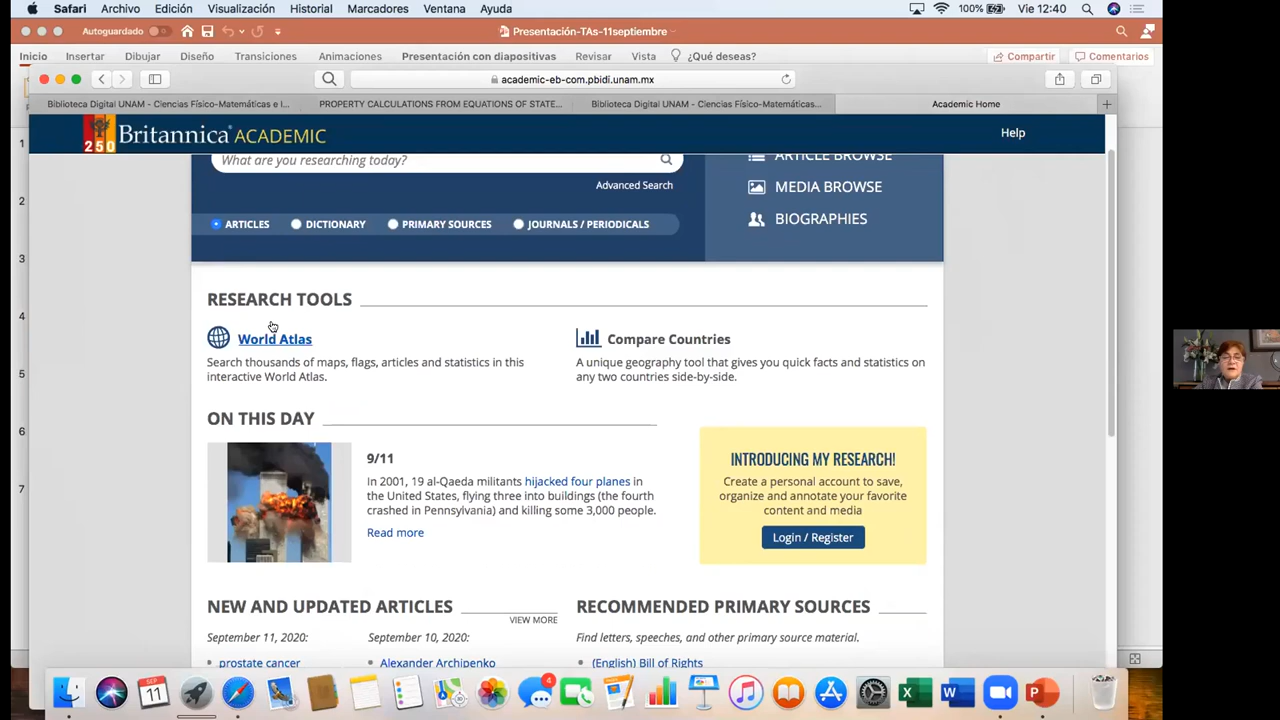 Safari Archivo Edición Visualización Historial Marcadores Ventana Ayuda 100% Vie 12:40
Autoguardado Presentación-TAs-11septiembre
Inicio Insertar Dibujar Diseño Transiciones Animaciones Presentación con diapositivas Revisar Vista ¿Qué deseas? Compartir Comentarios
academic-eb-com.pbidi.unam.mx
Biblioteca Digital UNAM - Ciencias Físico-Matemáticas e I... PROPERTY CALCULATIONS FROM EQUATIONS OF STATE... Biblioteca Digital UNAM - Ciencias Físico-Matemáticas... Academic Home
250 Britannica ACADEMIC Help
What are you researching today?
Advanced Search
ARTICLES DICTIONARY PRIMARY SOURCES JOURNALS / PERIODICALS
ARTICLE BROWSE
MEDIA BROWSE
BIOGRAPHIES
1
2
3
4
5
6
7
RESEARCH TOOLS
World Atlas
Search thousands of maps, flags, articles and statistics in this
interactive World Atlas.
Compare Countries
A unique geography tool that gives you quick facts and statistics on
any two countries side-by-side.
ON THIS DAY
9/11
In 2001, 19 al-Qaeda militants hijacked four planes in
the United States, flying three into buildings (the fourth
crashed in Pennsylvania) and killing some 3,000 people.
Read more
INTRODUCING MY RESEARCH!
Create a personal account to save,
organize and annotate your favorite
content and media
Login / Register
NEW AND UPDATED ARTICLES
VIEW MORE
September 11, 2020: September 10, 2020:
prostate cancer Alexander Archipenko
RECOMMENDED PRIMARY SOURCES
Find letters, speeches, and other primary source material.
(English) Bill of Rights
SEP
11
4